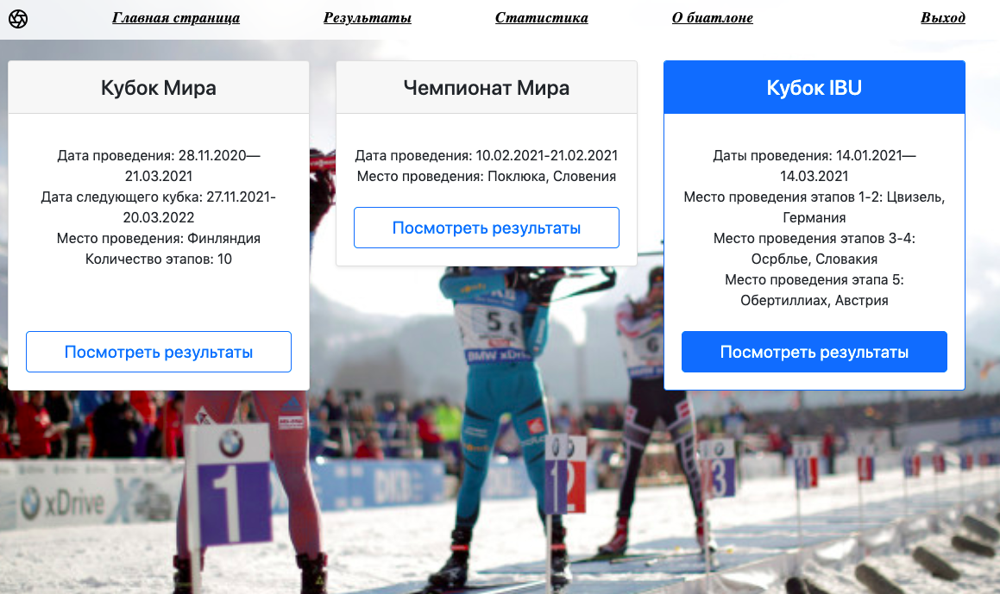 Главная страница Результаты Статистика О биатлоне Выход
Кубок Мира
Дата проведения: 28.11.2020—
21.03.2021
Дата следующего кубка: 27.11.2021-
20.03.2022
Место проведения: Финляндия
Количество этапов: 10
Посмотреть результаты
Чемпионат Мира
Дата проведения: 10.02.2021-21.02.2021
Место проведения: Поклюка, Словения
Посмотреть результаты
Кубок IBU
Даты проведения: 14.01.2021—
14.03.2021
Место проведения этапов 1-2: Цвизель,
Германия
Место проведения этапов 3-4:
Осрблье, Словакия
Место проведения этапа 5:
Обертиллиах, Австрия
Посмотреть результаты
5 4
BMW xDrive
6
1
1
2
3
xDrive
DKB